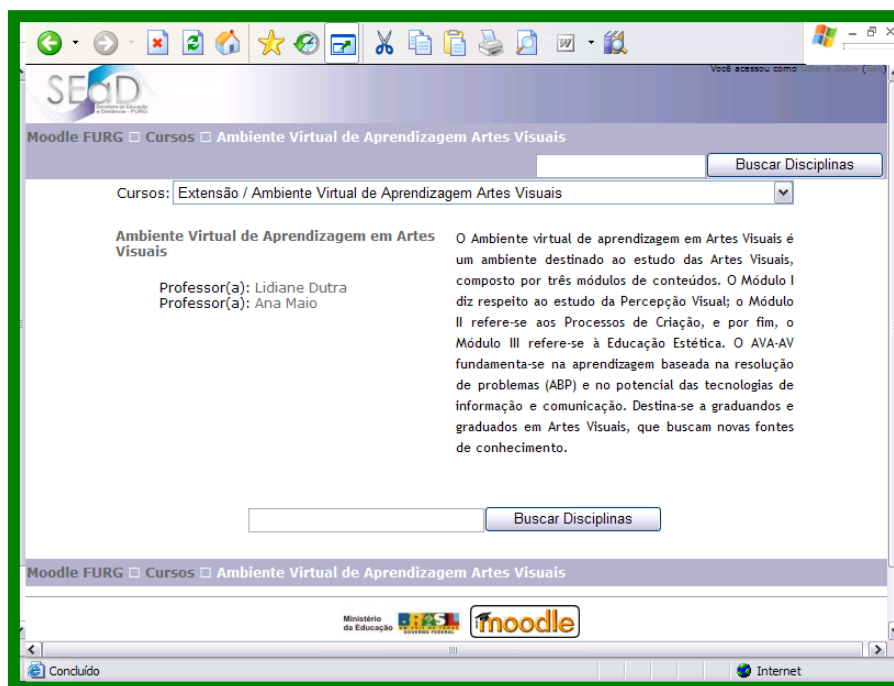 Você acessou como Lidiane Dutra (Sair)
SEaD
Secretaria de Educação
a Distância - FURG
Moodle FURG □ Cursos □ Ambiente Virtual de Aprendizagem Artes Visuais
Buscar Disciplinas
Cursos: Extensão / Ambiente Virtual de Aprendizagem Artes Visuais
Ambiente Virtual de Aprendizagem em Artes
Visuais
Professor(a): Lidiane Dutra
Professor(a): Ana Maio
O Ambiente virtual de aprendizagem em Artes Visuais é
um ambiente destinado ao estudo das Artes Visuais,
composto por três módulos de conteúdos. O Módulo I
diz respeito ao estudo da Percepção Visual; o Módulo
II refere-se aos Processos de Criação, e por fim, o
Módulo III refere-se à Educação Estética. O AVA-AV
fundamenta-se na aprendizagem baseada na resolução
de problemas (ABP) e no potencial das tecnologias de
informação e comunicação. Destina-se a graduandos e
graduados em Artes Visuais, que buscam novas fontes
de conhecimento.
Buscar Disciplinas
Moodle FURG □ Cursos □ Ambiente Virtual de Aprendizagem Artes Visuais
Ministério
da Educação
BRASIL
UM PAÍS DE TODOS
GOVERNO FEDERAL
moodle
Concluído
Internet